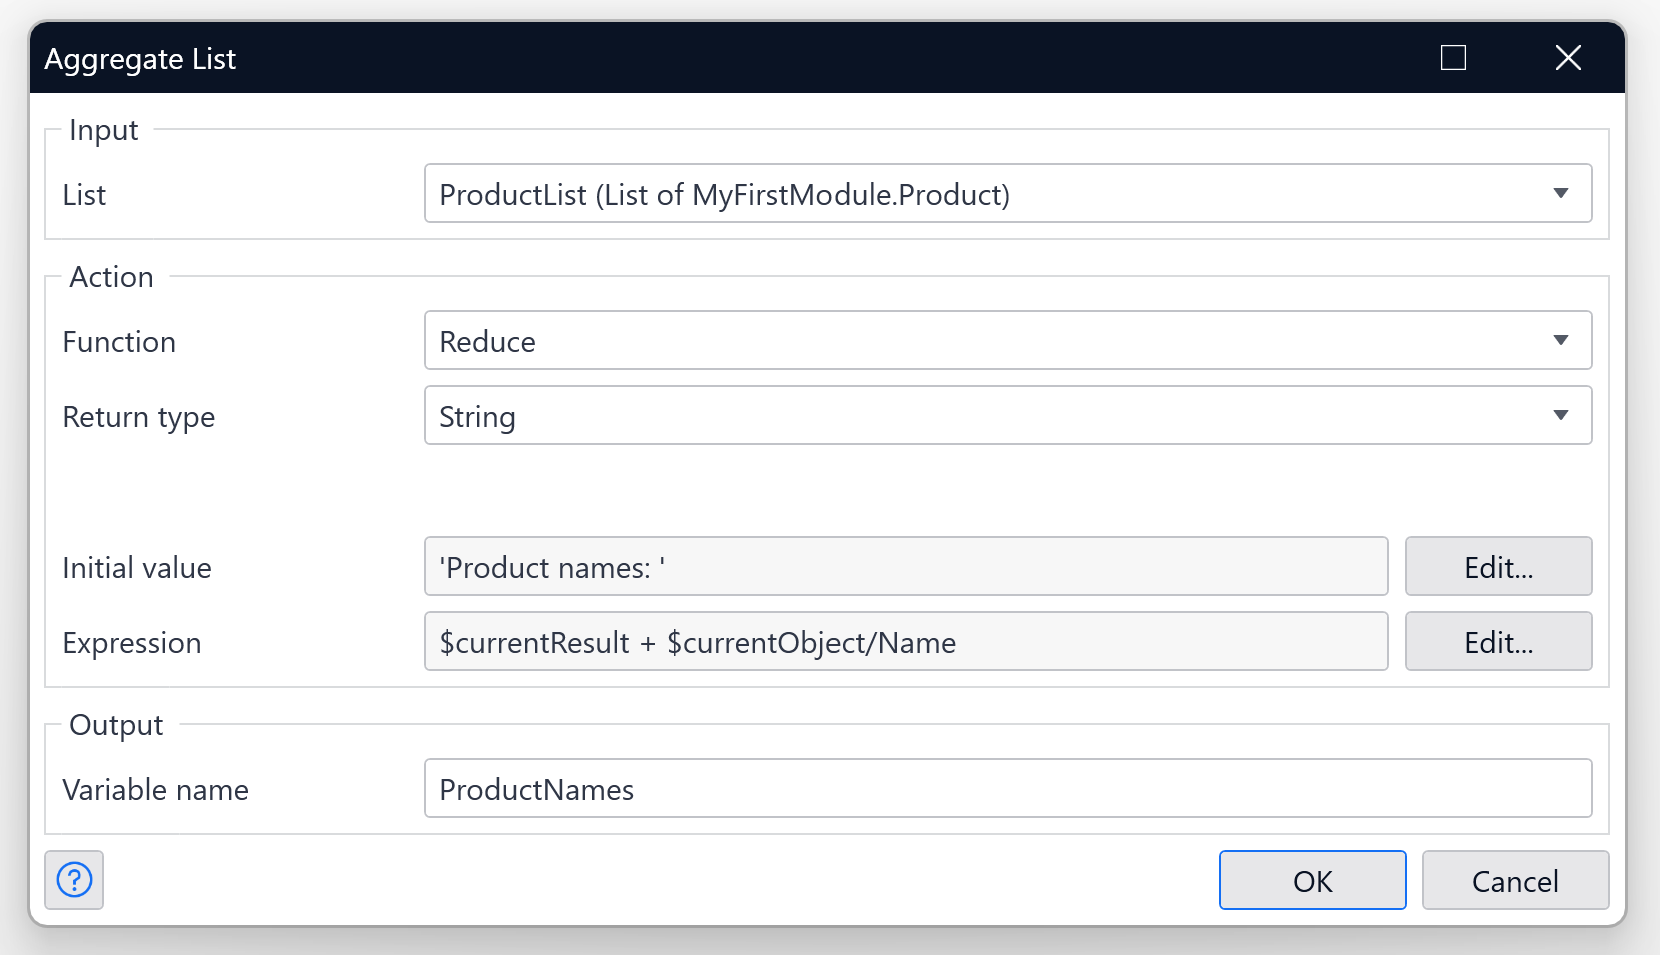 Aggregate List
Input
List
ProductList (List of MyFirstModule.Product)
Action
Function
Reduce
Return type
String
Initial value
'Product names: '
Edit...
Expression
$currentResult + $currentObject/Name
Edit...
Output
Variable name
ProductNames
?
OK
Cancel